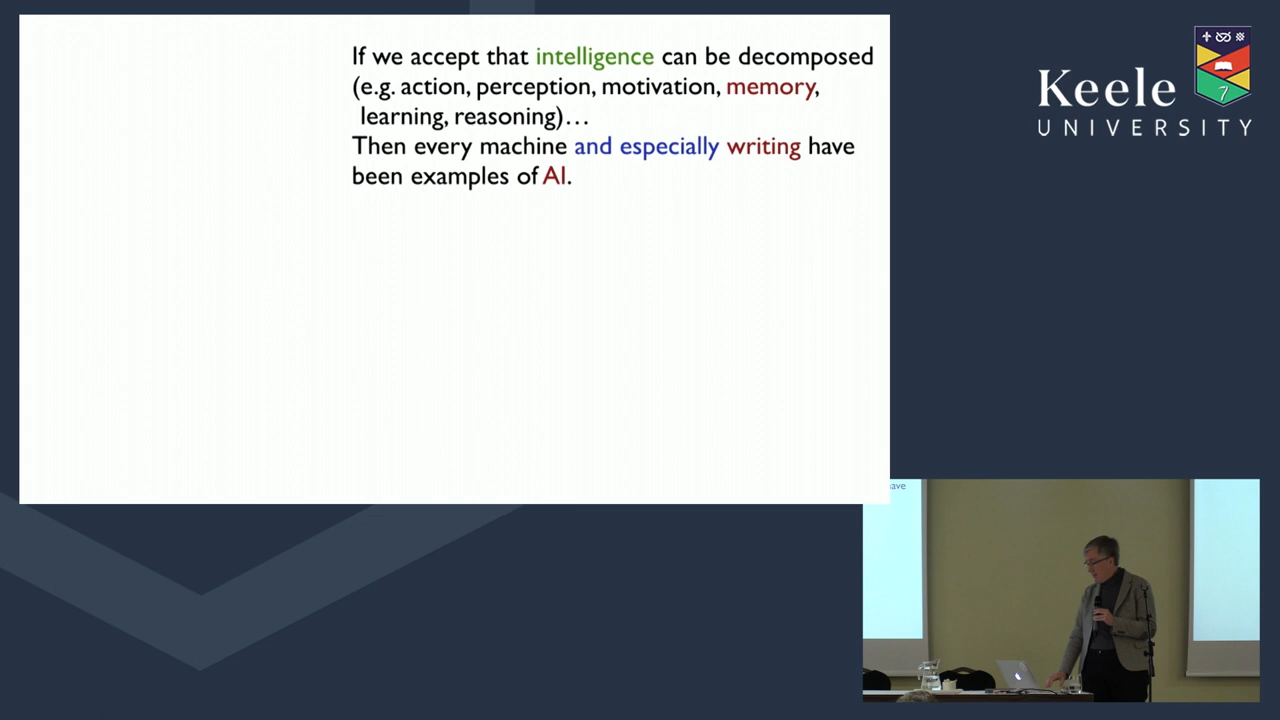 If we accept that intelligence can be decomposed
(e.g. action, perception, motivation, memory,
learning, reasoning)…
Then every machine and especially writing have
been examples of AI.
Keele
UNIVERSITY
ave